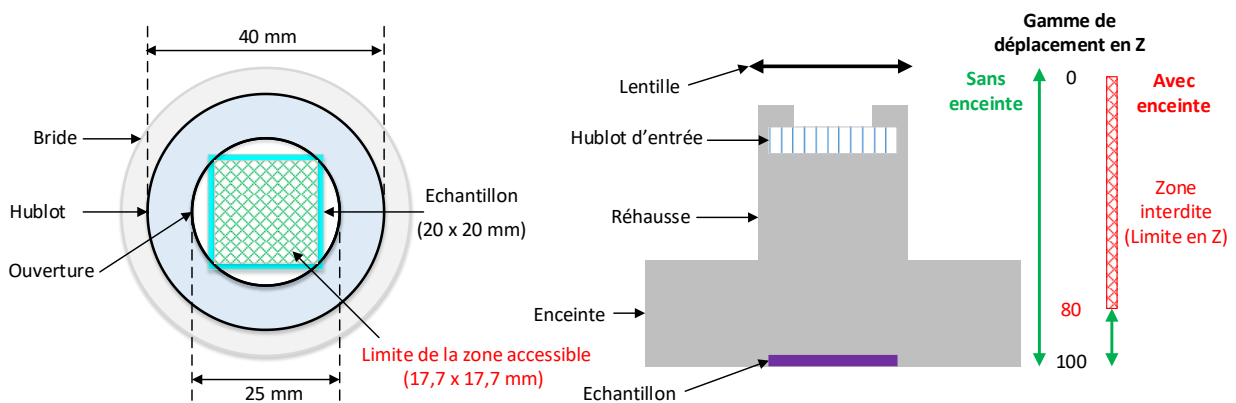 40 mm
Bride
Hublot
Ouverture
Echantillon
(20 x 20 mm)
Limite de la zone accessible
(17,7 x 17,7 mm)
25 mm
Lentille
Hublot d'entrée
Réhausse
Enceinte
Echantillon
Gamme de
déplacement en Z
Sans
enceinte
0
Avec
enceinte
Zone
interdite
(Limite en Z)
80
100